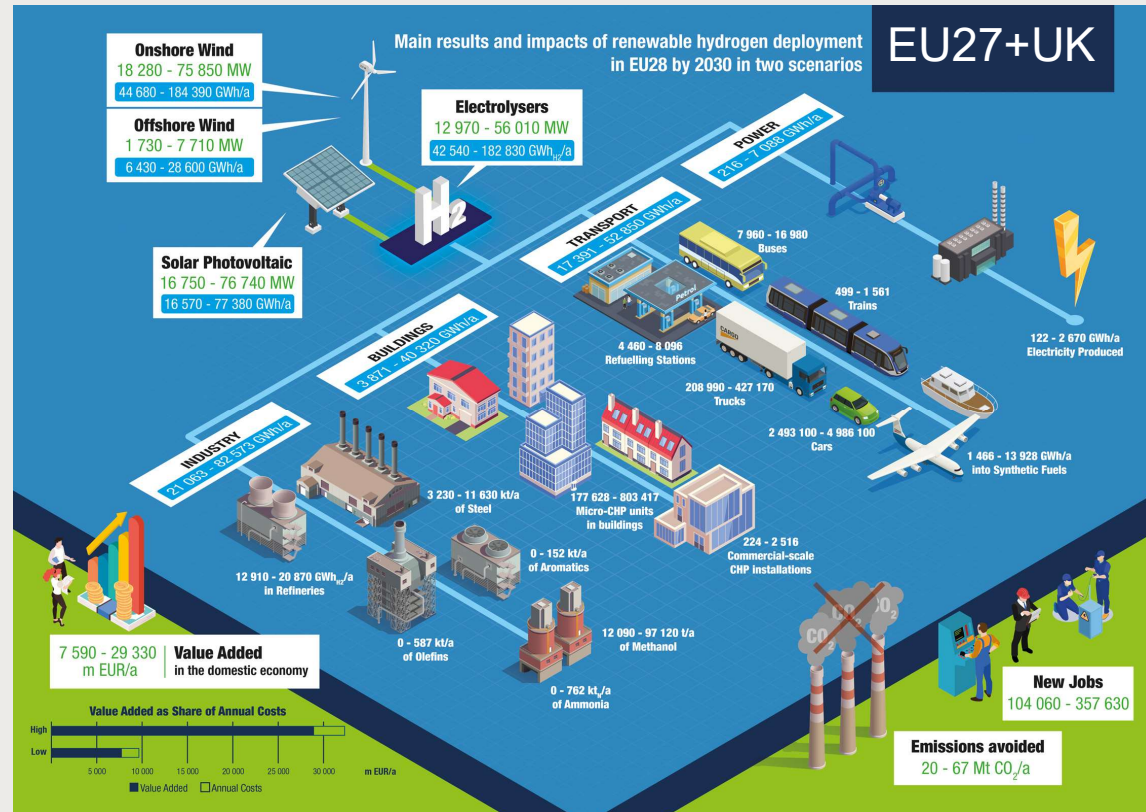 Main results and impacts of renewable hydrogen deployment
in EU28 by 2030 in two scenarios
EU27+UK
Onshore Wind
18 280 - 75 850 MW
44 680 - 184 390 GWh/a
Offshore Wind
1 730 - 7 710 MW
6 430 - 28 600 GWh/a
Solar Photovoltaic
16 750 - 76 740 MW
16 570 - 77 380 GWh/a
Electrolysers
12 970 - 56 010 MW
42 540 - 182 830 GWhH2/a
H2
POWER
216 - 7 088 GWh/a
122 - 2 670 GWh/a
Electricity Produced
TRANSPORT
17 391 - 52 850 GWh/a
7 960 - 16 980
Buses
Petrol
499 - 1 561
Trains
4 460 - 8 096
Refuelling Stations
CARGO
208 990 - 427 170
Trucks
2 493 100 - 4 986 100
Cars
1 466 - 13 928 GWh/a
into Synthetic Fuels
BUILDINGS
3 871 - 40 320 GWh/a
177 628 - 803 417
Micro-CHP units
in buildings
224 - 2 516
Commercial-scale
CHP installations
INDUSTRY
21 063 - 82 573 GWh/a
3 230 - 11 630 kt/a
of Steel
12 910 - 20 870 GWhH2/a
in Refineries
0 - 152 kt/a
of Aromatics
0 - 587 kt/a
of Olefins
12 090 - 97 120 t/a
of Methanol
0 - 762 ktN/a
of Ammonia
7 590 - 29 330
m EUR/a
Value Added
in the domestic economy
Value Added as Share of Annual Costs
High
Low
5 000 10 000 15 000 20 000 25 000 30 000 m EUR/a
Value Added Annual Costs
CO2 CO2 CO2
Emissions avoided
20 - 67 Mt CO2/a
New Jobs
104 060 - 357 630